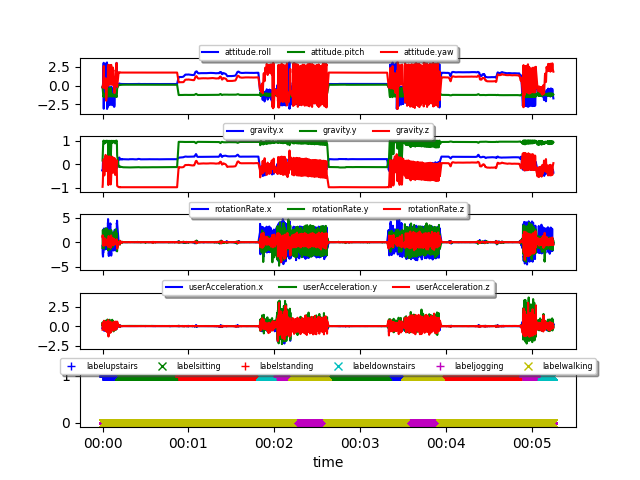 attitude.roll attitude.pitch attitude.yaw
2.5
0.0
−2.5
gravity.x gravity.y gravity.z
1
0
−1
rotationRate.x rotationRate.y rotationRate.z
5
0
−5
userAcceleration.x userAcceleration.y userAcceleration.z
2.5
0.0
−2.5
labelupstairs labelsitting labelstanding labeldownstairs labeljogging labelwalking
1
0
00:00 00:01 00:02 00:03 00:04 00:05
time